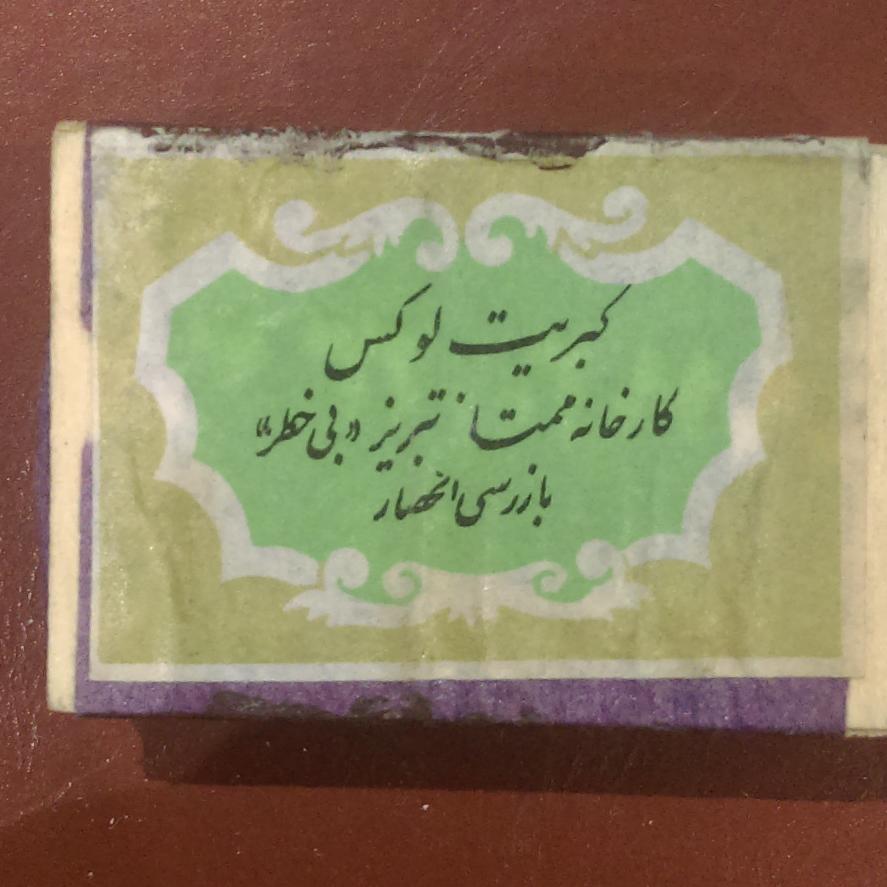 کبریت لوکس
کارخانه ممتاز تبریز «بی خطر»
بازرسی انحصار